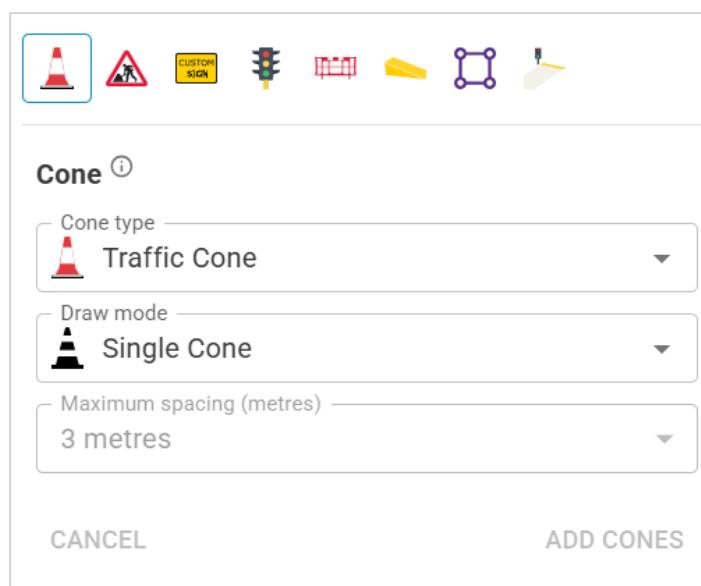 CUSTOM
SIGN
Cone
Cone type
Traffic Cone
Draw mode
Single Cone
Maximum spacing (metres)
3 metres
CANCEL ADD CONES